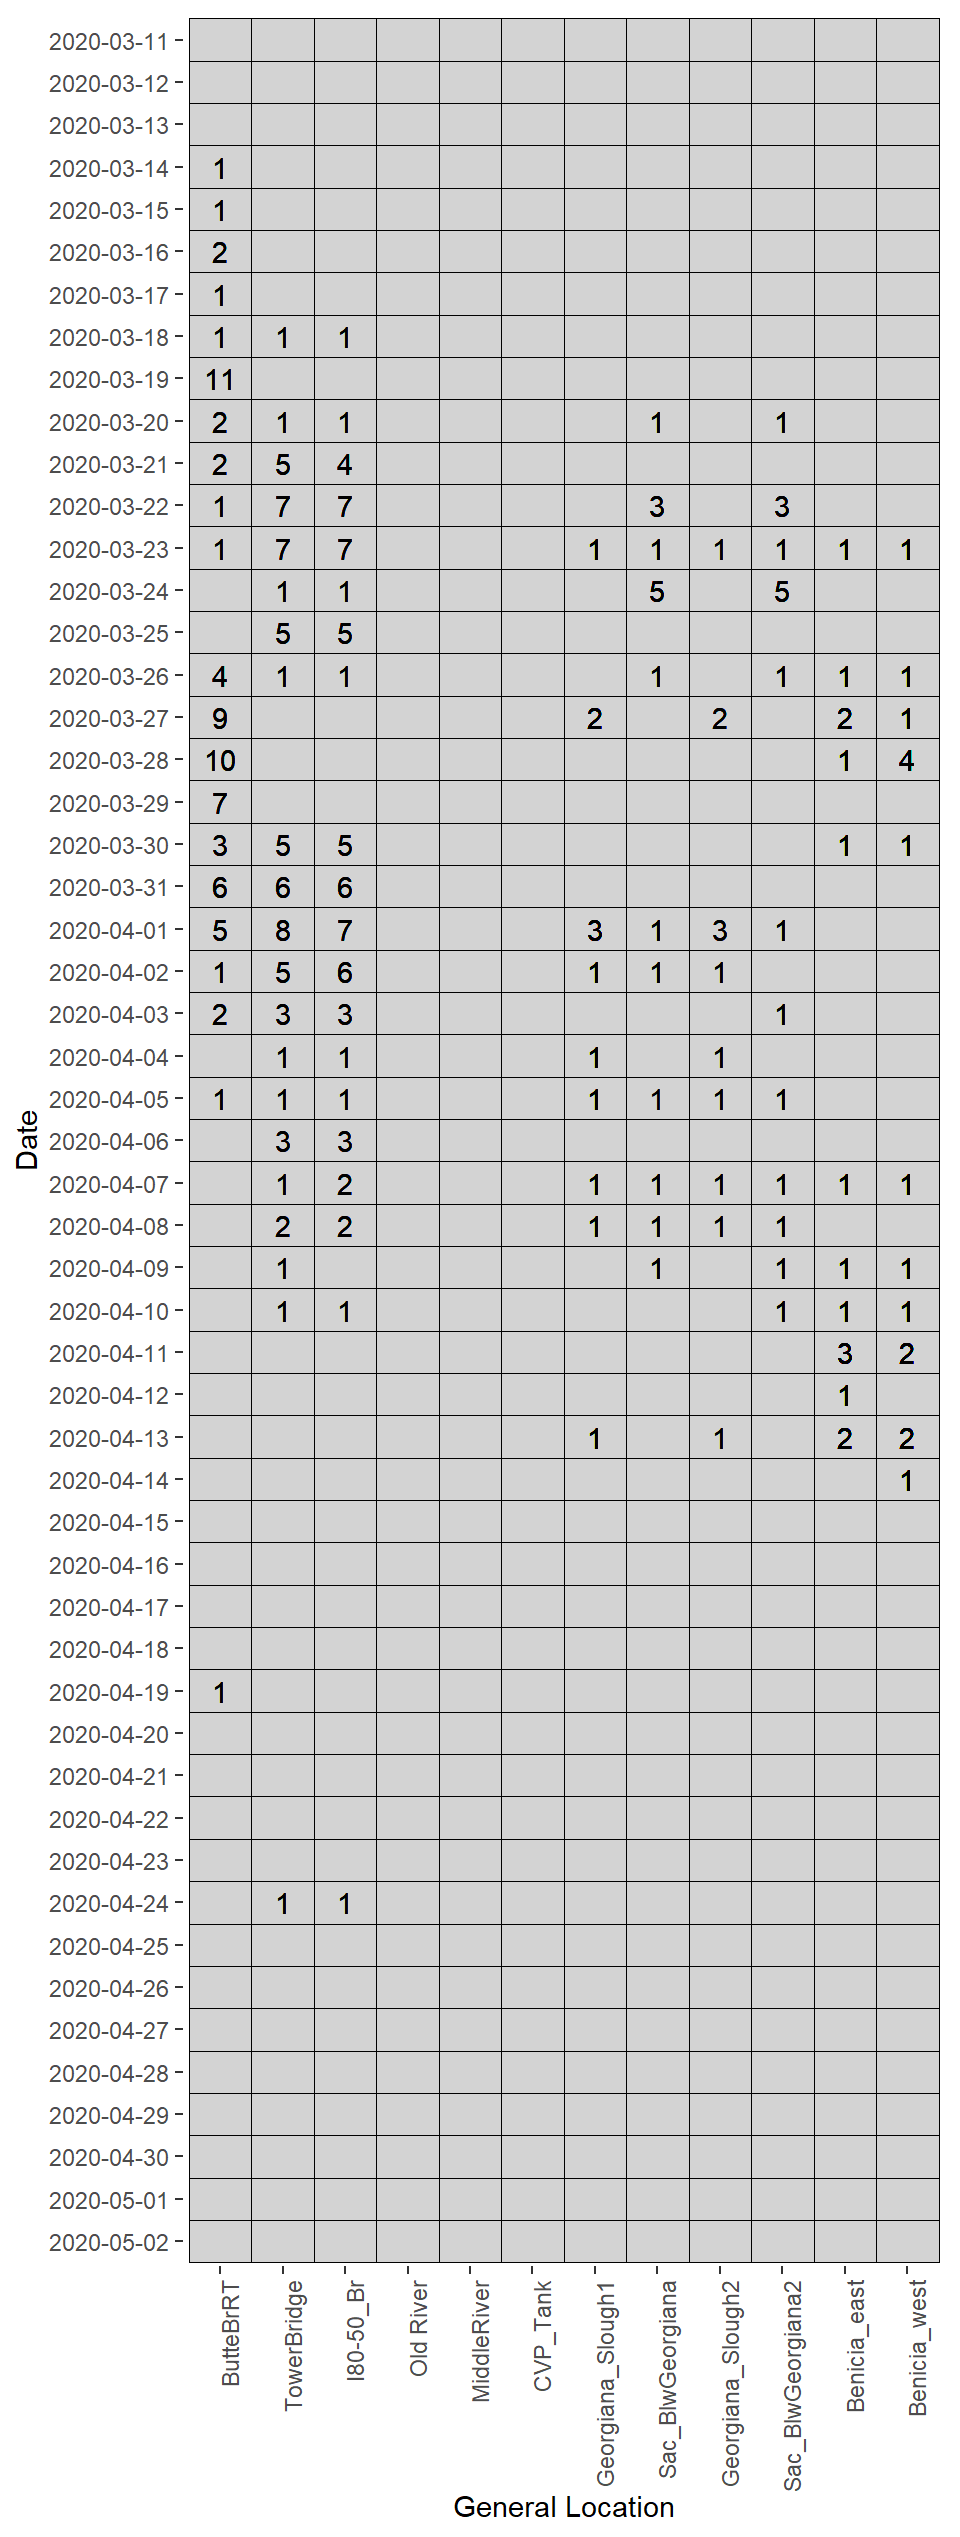 2020-03-11
2020-03-12
2020-03-13
2020-03-14 1
2020-03-15 1
2020-03-16 2
2020-03-17 1
2020-03-18 1 1 1
2020-03-19 11
2020-03-20 2 1 1 1 1
2020-03-21 2 5 4
2020-03-22 1 7 7 3 3
2020-03-23 1 7 7 1 1 1 1 1 1
2020-03-24 1 1 5 5
2020-03-25 5 5
2020-03-26 4 1 1 1 1 1 1
2020-03-27 9 2 2 2 1
2020-03-28 10 1 4
2020-03-29 7
2020-03-30 3 5 5 1 1
2020-03-31 6 6 6
2020-04-01 5 8 7 3 1 3 1
2020-04-02 1 5 6 1 1 1
2020-04-03 2 3 3 1
2020-04-04 1 1 1 1
2020-04-05 1 1 1 1 1 1 1
2020-04-06 3 3
2020-04-07 1 2 1 1 1 1 1 1
2020-04-08 2 2 1 1 1 1
2020-04-09 1 1 1 1 1
2020-04-10 1 1 1 1 1
2020-04-11 3 2
2020-04-12 1
2020-04-13 1 1 2 2
2020-04-14 1
2020-04-15
2020-04-16
2020-04-17
2020-04-18
2020-04-19 1
2020-04-20
2020-04-21
2020-04-22
2020-04-23
2020-04-24 1 1
2020-04-25
2020-04-26
2020-04-27
2020-04-28
2020-04-29
2020-04-30
2020-05-01
2020-05-02
Date
ButteBrRT
TowerBridge
I80-50_Br
Old River
MiddleRiver
CVP_Tank
Georgiana_Slough1
Sac_BlwGeorgiana
Georgiana_Slough2
Sac_BlwGeorgiana2
Benicia_east
Benicia_west
General Location